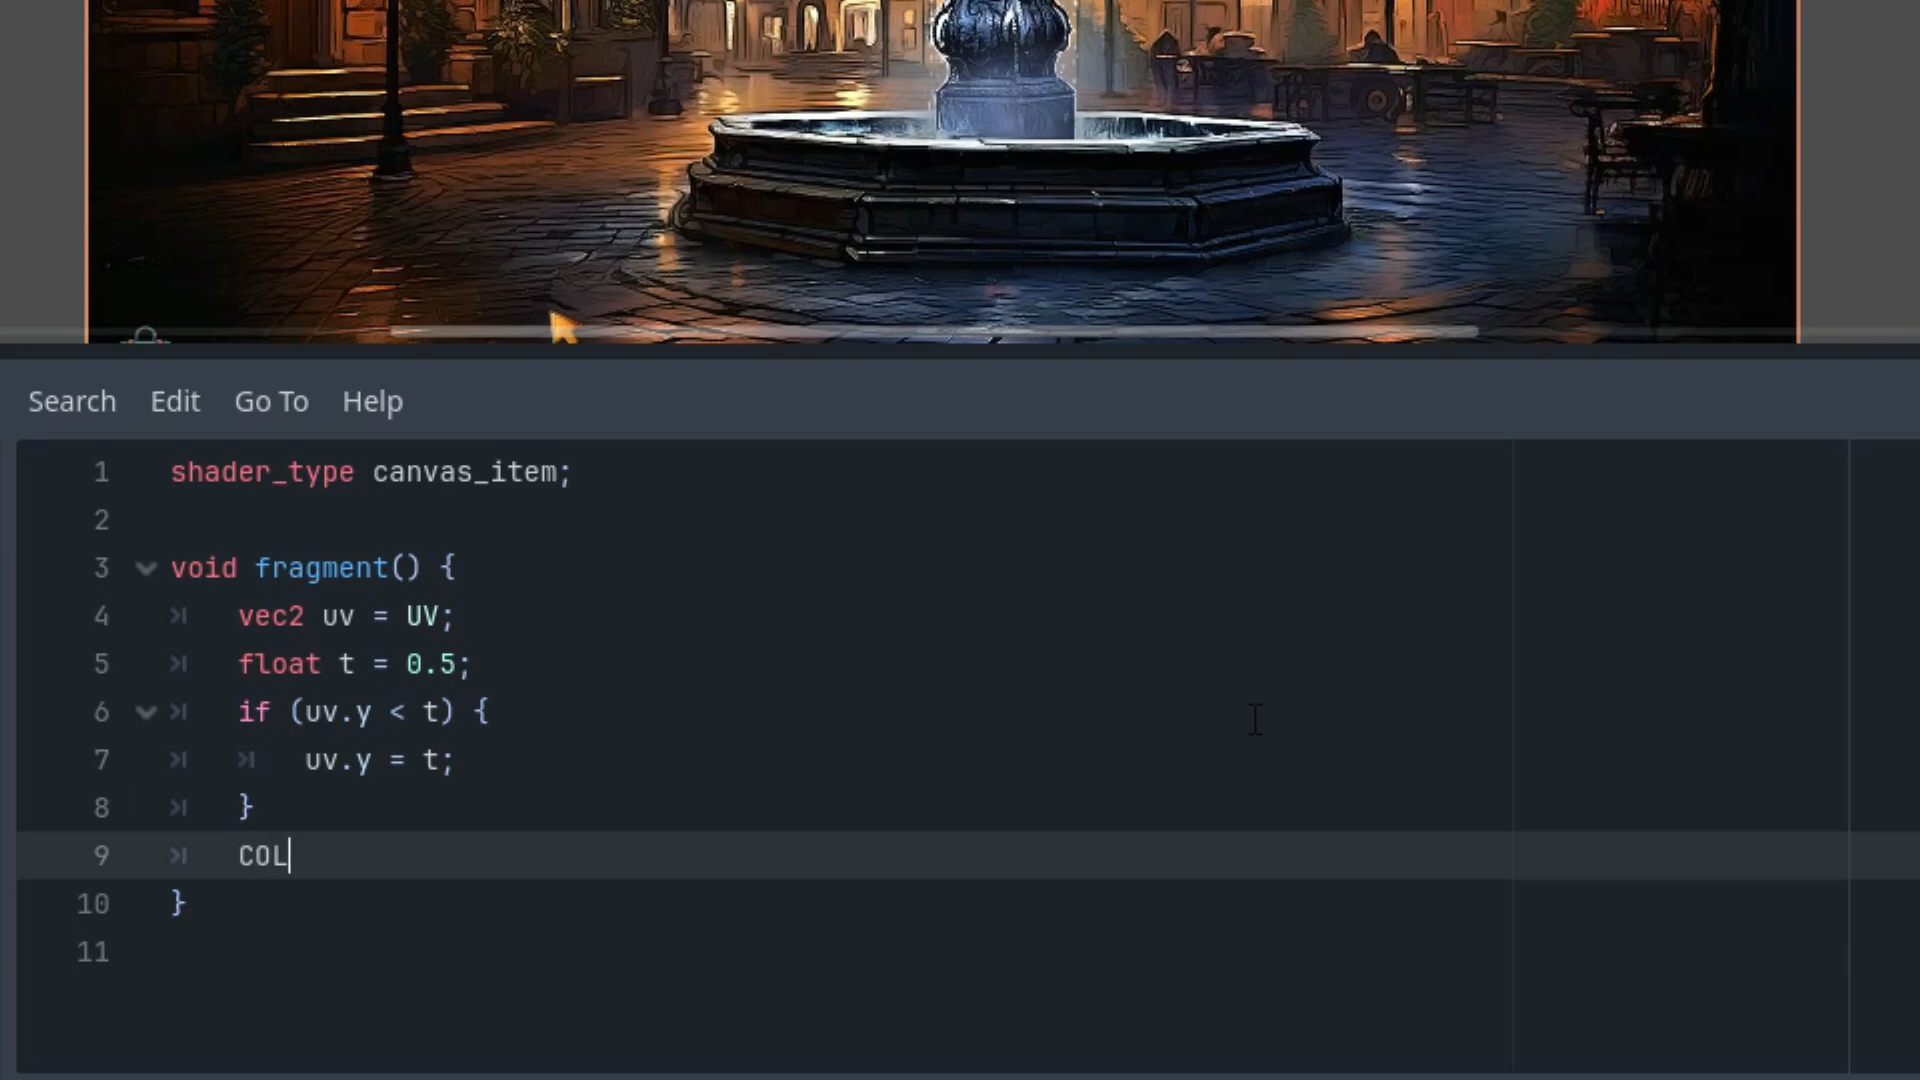 Search Edit Go To Help
1 shader_type canvas_item;
2
3 void fragment() {
4 vec2 uv = UV;
5 float t = 0.5;
6 if (uv.y < t) {
7 uv.y = t;
8 }
9 COL
10 }
11